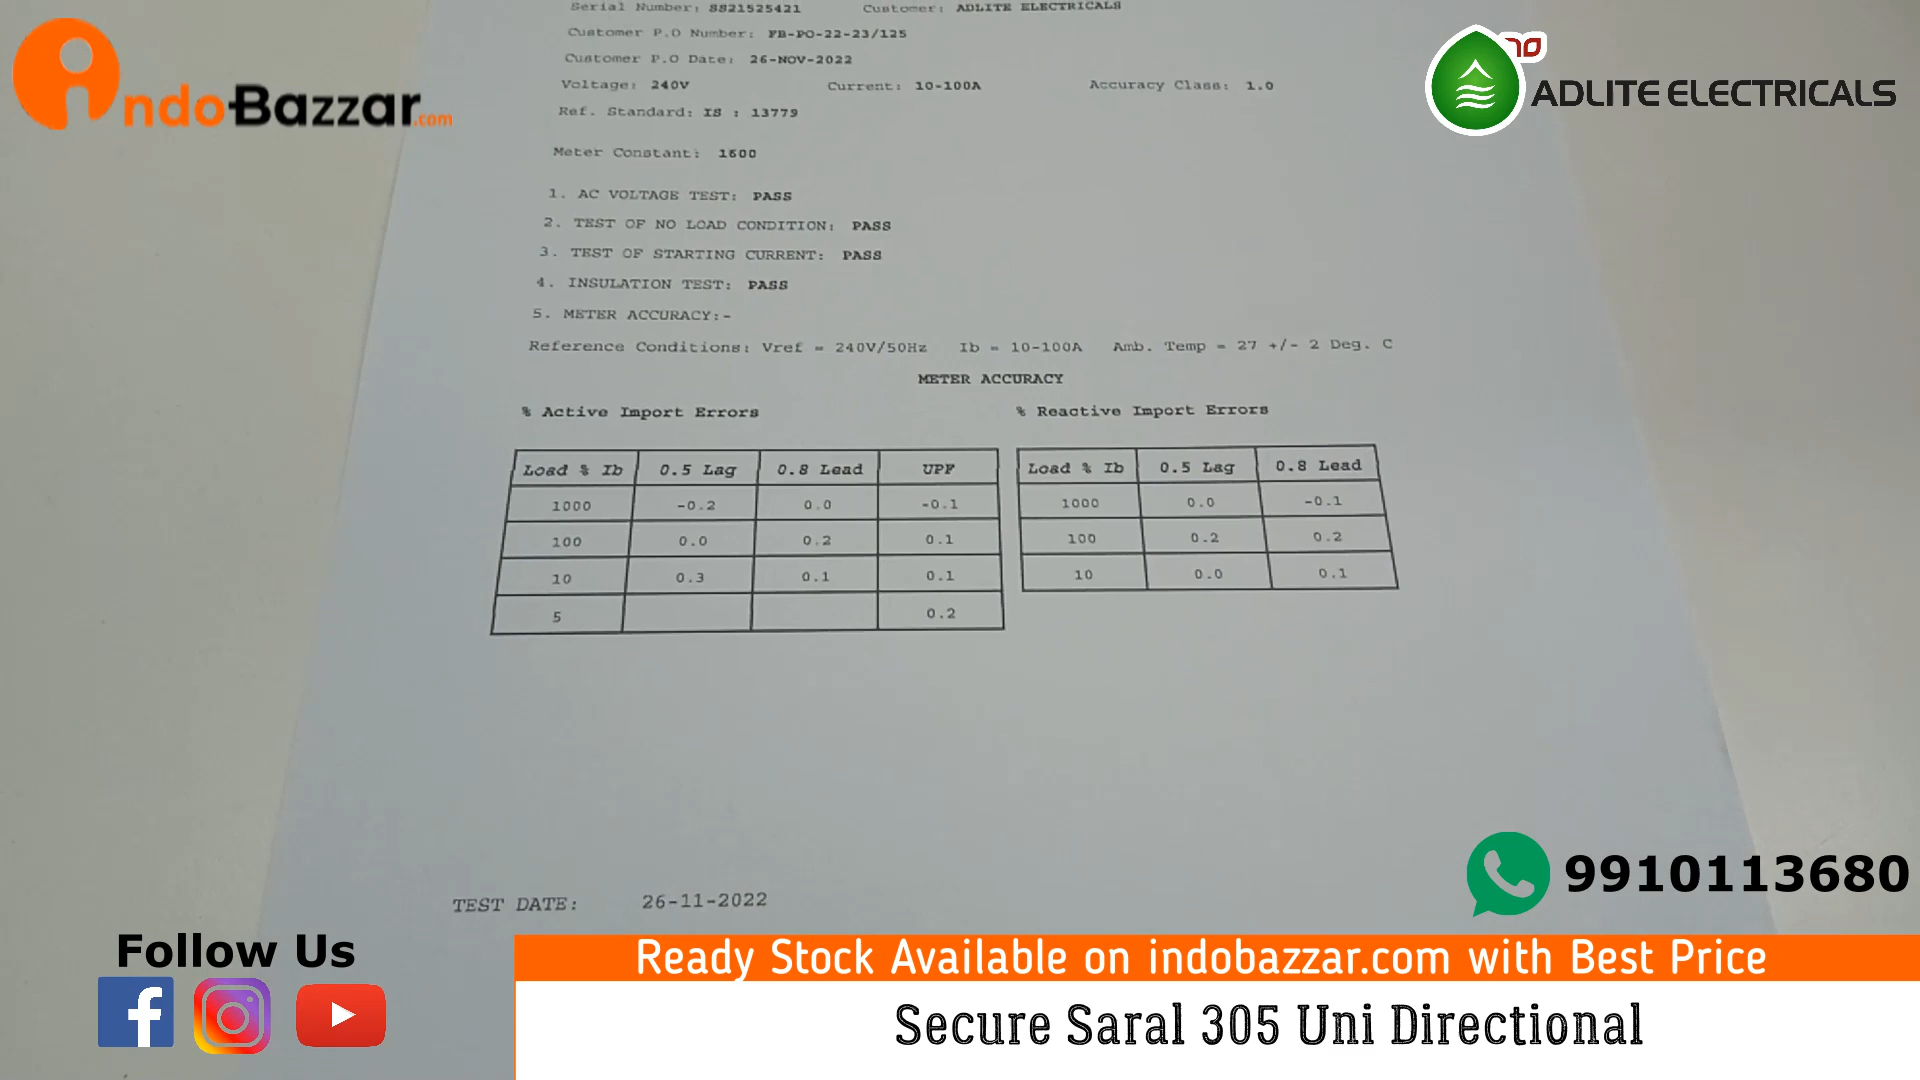 Serial Number: SS21525421 Customer: ADLITE ELECTRICALS
Customer P.O Number: FB-PO-22-23/125
Customer P.O Date: 26-NOV-2022
Voltage: 240V Current: 10-100A Accuracy Class: 1.0
Ref. Standard: IS : 13779
Meter Constant: 1600
1. AC VOLTAGE TEST: PASS
2. TEST OF NO LOAD CONDITION: PASS
3. TEST OF STARTING CURRENT: PASS
4. INSULATION TEST: PASS
5. METER ACCURACY:-
Reference Conditions: Vref = 240V/50Hz Ib = 10-100A Amb. Temp = 27 +/- 2 Deg. C
METER ACCURACY
% Active Import Errors % Reactive Import Errors
Load % Ib 0.5 Lag 0.8 Lead UPF Load % Ib 0.5 Lag 0.8 Lead
1000 -0.2 0.0 -0.1 1000 0.0 -0.1
100 0.0 0.2 0.1 100 0.2 0.2
10 0.3 0.1 0.1 10 0.0 0.1
5 0.2
TEST DATE: 26-11-2022
indoBazzar.com
ADLITE ELECTRICALS
9910113680
Follow Us
Ready Stock Available on indobazzar.com with Best Price
Secure Saral 305 Uni Directional